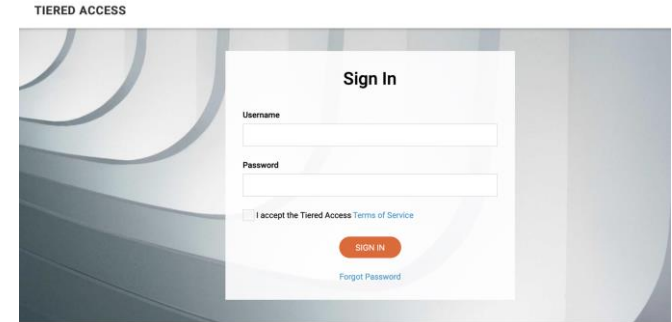 TIERED ACCESS
Sign In
Username
Password
I accept the Tiered Access Terms of Service
SIGN IN
Forgot Password